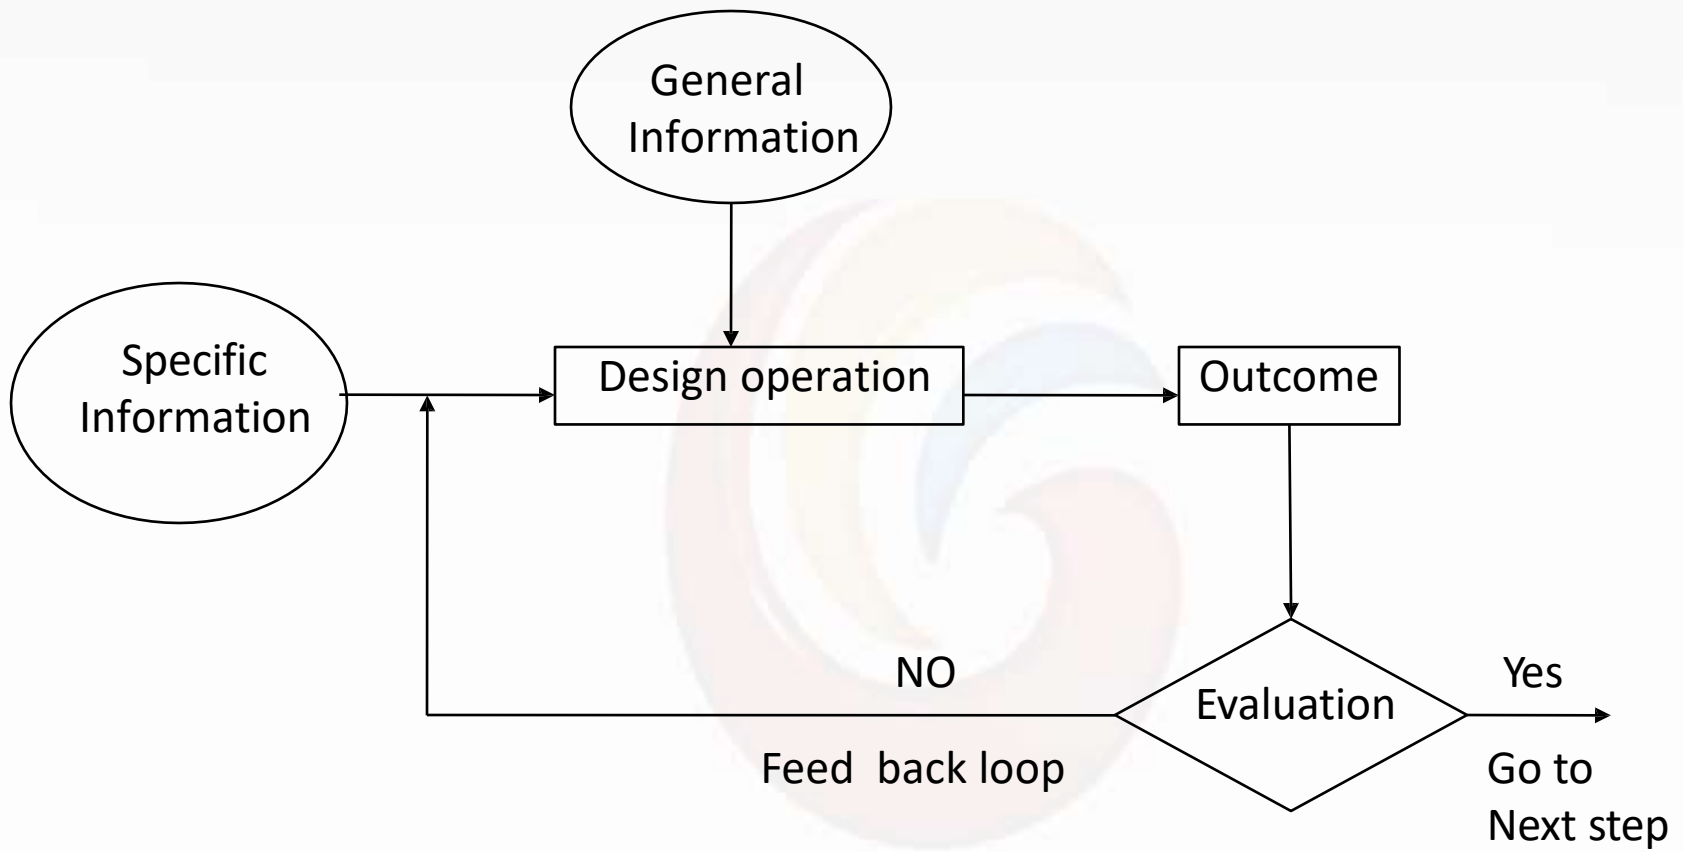 General
Information
Specific
Information
Design operation
Outcome
NO
Evaluation
Yes
Feed  back loop
Go to
Next step